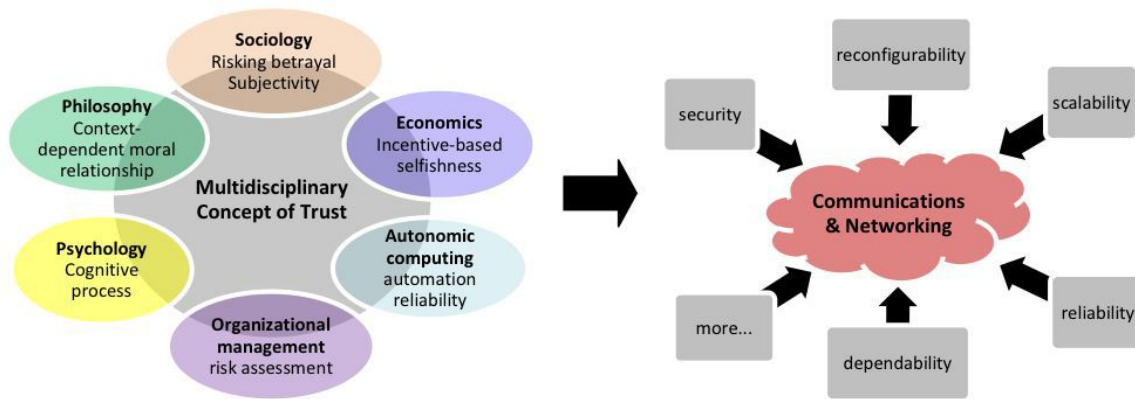 Sociology
Risking betrayal
Subjectivity
Philosophy
Context-
dependent moral
relationship
Economics
Incentive-based
selfishness
Multidisciplinary
Concept of Trust
Psychology
Cognitive
process
Autonomic
computing
automation
reliability
Organizational
management
risk assessment
reconfigurability
security
scalability
Communications
& Networking
more...
dependability
reliability